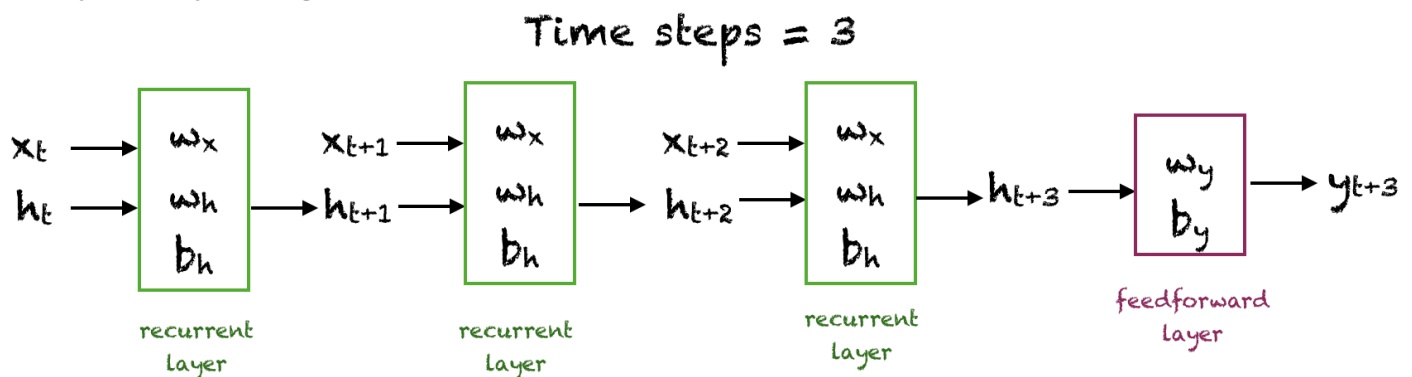 Time steps = 3
xt
ht
wx
wh
bh
recurrent
layer
xt+1
ht+1
wx
wh
bh
recurrent
layer
xt+2
ht+2
wx
wh
bh
recurrent
layer
ht+3
wy
by
feedforward
layer
yt+3